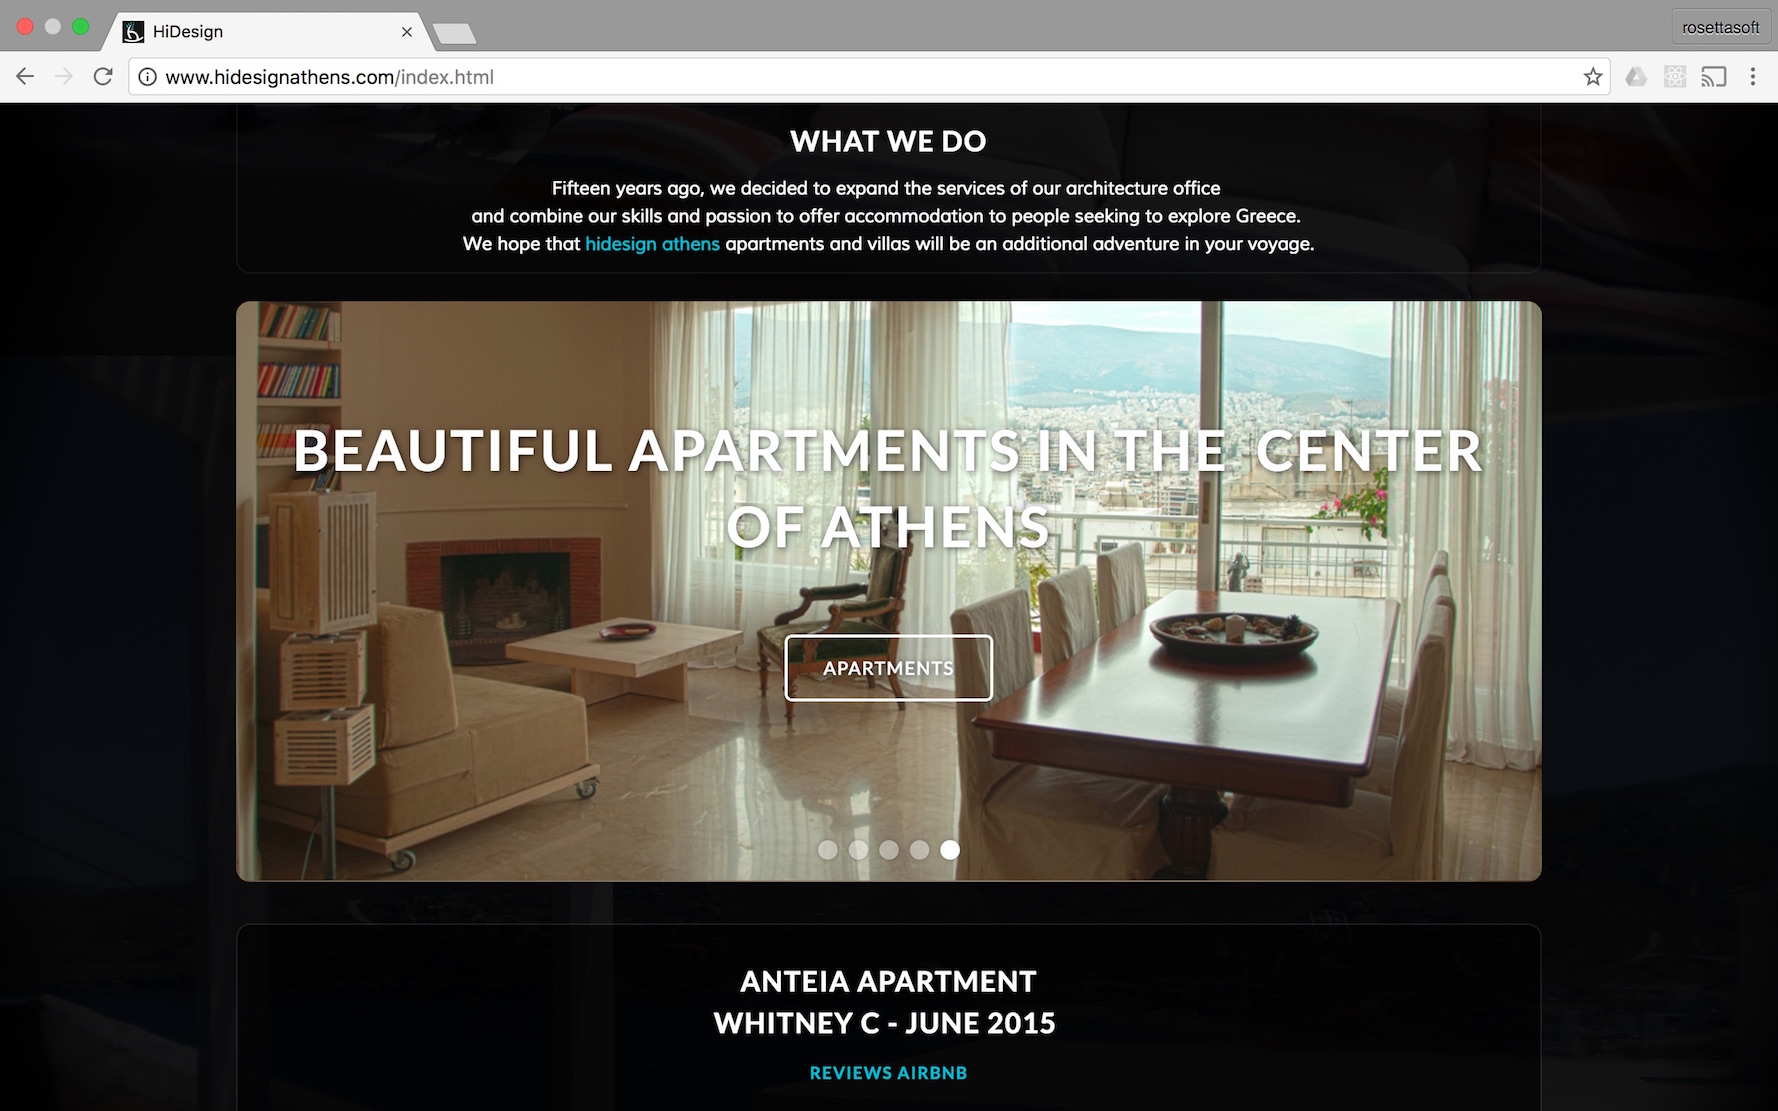 HiDesign
rosettasoft
www.hidesignathens.com/index.html
WHAT WE DO
Fifteen years ago, we decided to expand the services of our architecture office
and combine our skills and passion to offer accommodation to people seeking to explore Greece.
We hope that hidesign athens apartments and villas will be an additional adventure in your voyage.
BEAUTIFUL APARTMENTS IN THE CENTER
OF ATHENS
APARTMENTS
ANTEIA APARTMENT
WHITNEY C - JUNE 2015
REVIEWS AIRBNB